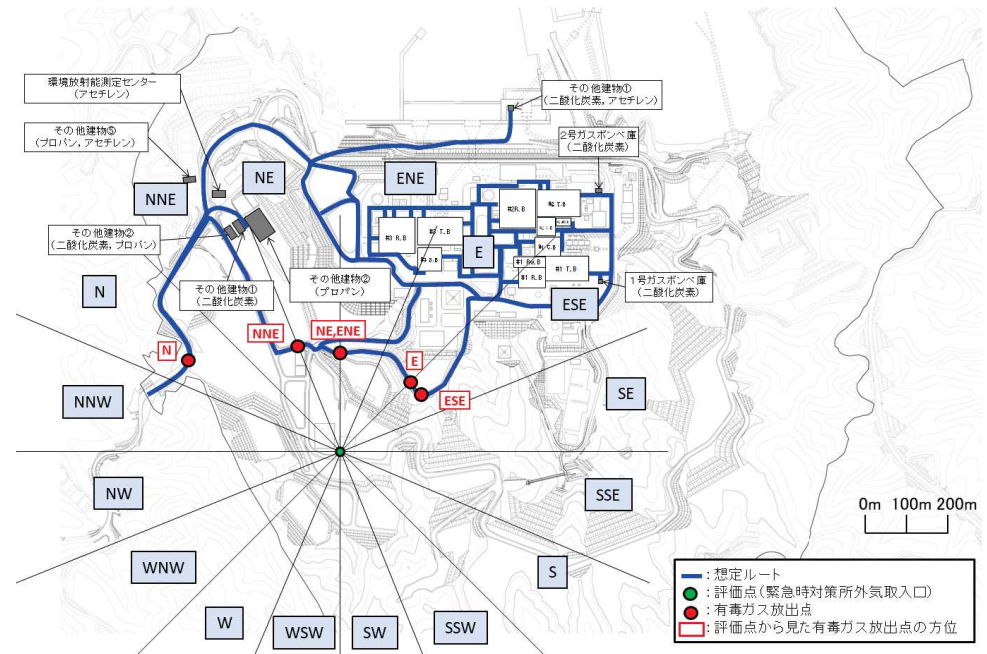 その他建物①
(二酸化炭素,アセチレン)
環境放射能測定センター
(アセチレン)
その他建物⑤
(プロパン,アセチレン)
2号ガスボンベ庫
(二酸化炭素)
NNE
NE
ENE
その他建物②
(二酸化炭素,プロパン)
#2R.B
#2 T.B
#3 R.B
#3 T.B
E
#1 R.B
#1 T.B
N
その他建物①
(二酸化炭素)
その他建物②
(プロパン)
1号ガスボンベ庫
(二酸化炭素)
ESE
N
NNE
NE,ENE
E
ESE
NNW
SE
NW
SSE
0m 100m 200m
WNW
S
W
WSW
SW
SSW
:想定ルート
:評価点(緊急時対策所外気取入口)
:有毒ガス放出点
:評価点から見た有毒ガス放出点の方位